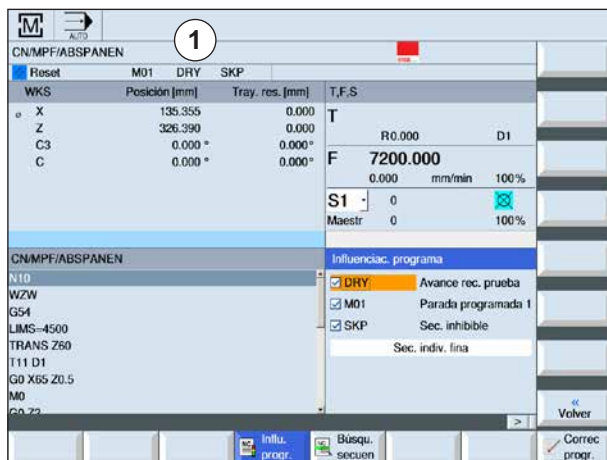 M
AUTO
1
CN/MPF/ABSPANEN
Reset M01 DRY SKP
WKS Posición [mm] Tray. res. [mm]
X 135.355 0.000
Z 326.390 0.000
C3 0.000 ° 0.000°
C 0.000 ° 0.000°
T,F,S
T
R0.000 D1
F 7200.000
0.000 mm/min 100%
S1 0
Maestr 0 100%
CN/MPF/ABSPANEN
N10
WZW
G54
LIMS=4500
TRANS Z60
T11 D1
G0 X65 Z0.5
M0
G0 Z2
Influenciac. programa
DRY Avance rec. prueba
M01 Parada programada 1
SKP Sec. inhibible
Sec. indiv. fina
>
«
Volver
NC
Influ.
progr.
NC
Búsqu.
secuen
Correc
progr.